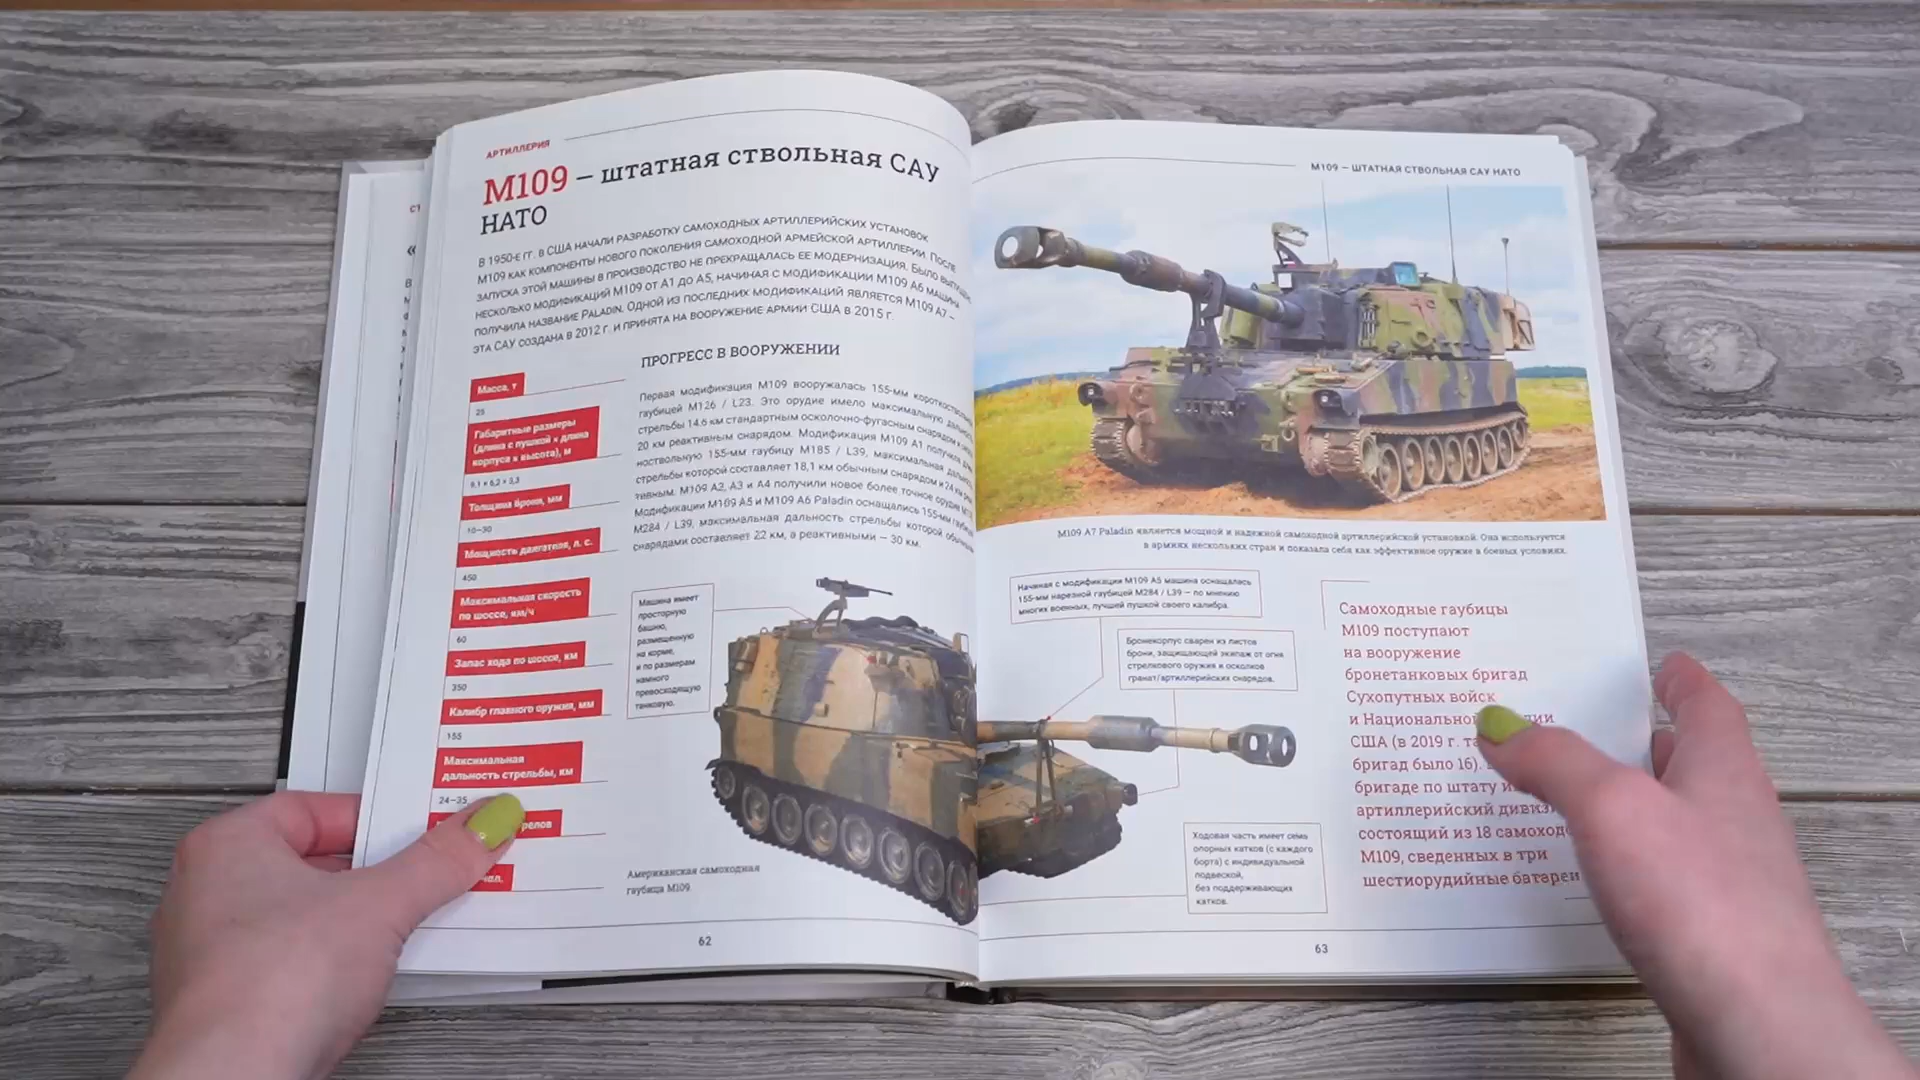 АРТИЛЛЕРИЯ
М109 – штатная ствольная САУ
НАТО
В 1950-Е ГГ. В США НАЧАЛИ РАЗРАБОТКУ САМОХОДНЫХ АРТИЛЛЕРИЙСКИХ УСТАНОВОК
М109 КАК КОМПОНЕНТЫ НОВОГО ПОКОЛЕНИЯ САМОХОДНОЙ АРМЕЙСКОЙ АРТИЛЛЕРИИ. ПОСЛЕ
ЗАПУСКА ЭТОЙ МАШИНЫ В ПРОИЗВОДСТВО НЕ ПРЕКРАЩАЛАСЬ ЕЕ МОДЕРНИЗАЦИЯ. БЫЛО
НЕСКОЛЬКО МОДИФИКАЦИЙ М109 ОТ А1 ДО А5, НАЧИНАЯ С МОДИФИКАЦИИ М109 А6 МАШИНА
ПОЛУЧИЛА НАЗВАНИЕ PALADIN. ОДНОЙ ИЗ ПОСЛЕДНИХ МОДИФИКАЦИЙ ЯВЛЯЕТСЯ М109 А7 –
ЭТА САУ СОЗДАНА В 2012 Г. И ПРИНЯТА НА ВООРУЖЕНИЕ АРМИИ США В 2015 Г.
Масса, т
25
Габаритные размеры
(длина с пушкой × длина
корпуса × высота), м
9,1 × 6,2 × 3,3
Толщина брони, мм
10–30
Мощность двигателя, л. с.
450
Максимальная скорость
по шоссе, км/ч
60
Запас хода по шоссе, км
350
Калибр главного оружия, мм
155
Максимальная
дальность стрельбы, км
24–35
ПРОГРЕСС В ВООРУЖЕНИИ
Первая модификация М109 вооружалась 155-мм
гаубицей М126 / L23. Это орудие имело максимальную
стрельбы 14,6 км стандартным осколочно-фугасным снарядом и
20 км реактивным снарядом. Модификация М109 А1 получила
ноствольную 155-мм гаубицу М185 / L39, максимальная
стрельбы которой составляет 18,1 км обычным снарядом и 24 км
тивным. М109 А2, А3 и А4 получили новое более точное орудие
Модификации М109 А5 и М109 А6 Paladin оснащались 155-мм
М284 / L39, максимальная дальность стрельбы которой
снарядами составляет 22 км, а реактивными — 30 км.
Машина имеет
просторную
башню,
размещенную
на корме,
и по размерам
намного
превосходящую
танковую.
Американская самоходная
гаубица М109
62
М109 — ШТАТНАЯ СТВОЛЬНАЯ САУ НАТО
М109 А7 Paladin является мощной и надежной самоходной артиллерийской установкой. Она используется
в армиях нескольких стран и показала себя как эффективное оружие в боевых условиях.
Начиная с модификации М109 А5 машина оснащалась
155-мм нарезной гаубицей М284 / L39 — по мнению
многих военных, лучшей пушкой своего калибра.
Бронекорпус сварен из листов
брони, защищающей экипаж от огня
стрелкового оружия и осколков
гранат/артиллерийских снарядов.
Ходовая часть имеет семь
опорных катков (с каждого
борта) с индивидуальной
подвеской,
без поддерживающих
катков.
Самоходные гаубицы
М109 поступают
на вооружение
бронетанковых бригад
Сухопутных войск
и Национальной
США (в 2019 г.
бригад было 16).
бригаде по штату
артиллерийский
состоящий из 18
М109, сведенных в три
шестиорудийные батареи
63